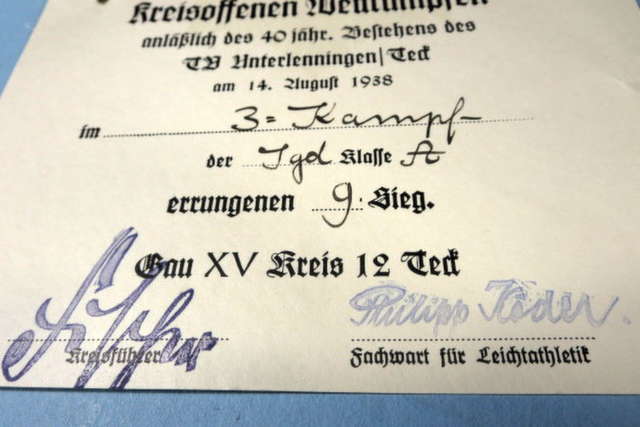 Kreisoffenen Wettkämpfen
anläßlich des 40 jähr. Bestehens des
TV Unterlenningen/Teck
am 14. August 1938
im 3=Kampf
der Jgd Klasse A
errungenen 9. Sieg.
Gau XV Kreis 12 Teck
Philipp Röder.
Kreisführer Fachwart für Leichtathletik